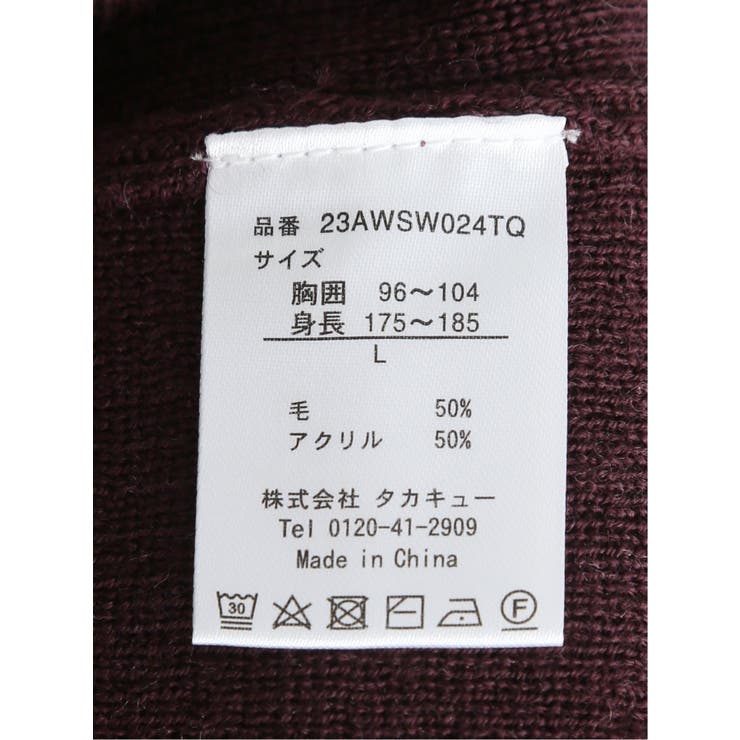 品番 23AWSW024TQ
サイズ
胸囲 96～104
身長 175～185
L
毛 50%
アクリル 50%
株式会社 タカキュー
Tel 0120-41-2909
Made in China
30 F